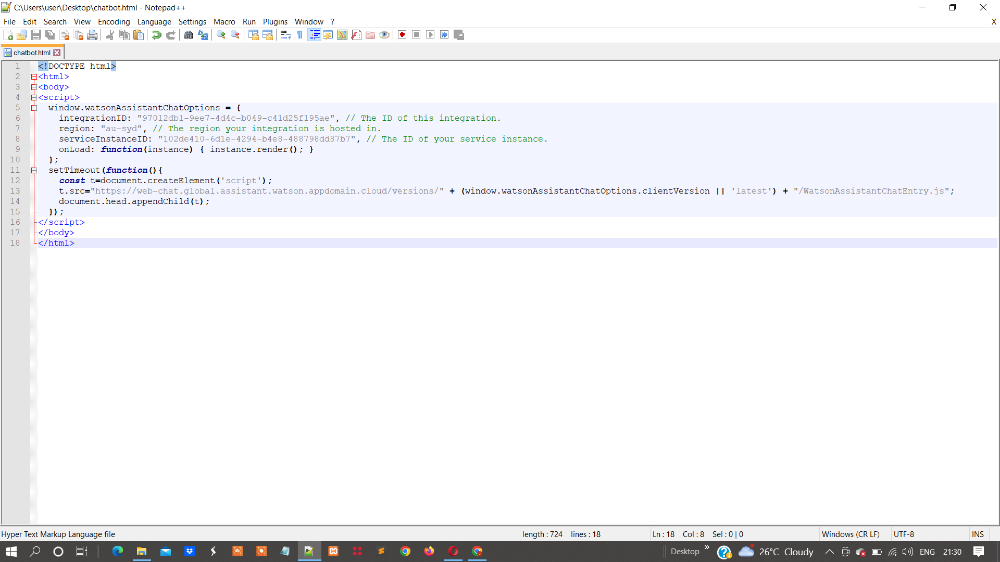 C:\Users\user\Desktop\chatbot.html - Notepad++
File Edit Search View Encoding Language Settings Macro Run Plugins Window ? X
chatbot.html
1 <!DOCTYPE html>
2 <html>
3 <body>
4 <script>
5 window.watsonAssistantChatOptions = {
6 integrationID: "97012db1-9ee7-4d4c-b049-c41d25f195ae", // The ID of this integration.
7 region: "au-syd", // The region your integration is hosted in.
8 serviceInstanceID: "102de410-6d1e-4294-b4e8-488798dd87b7", // The ID of your service instance.
9 onLoad: function(instance) { instance.render(); }
10 };
11 setTimeout(function(){
12 const t=document.createElement('script');
13 t.src="https://web-chat.global.assistant.watson.appdomain.cloud/versions/" + (window.watsonAssistantChatOptions.clientVersion || 'latest') + "/WatsonAssistantChatEntry.js";
14 document.head.appendChild(t);
15 });
16 </script>
17 </body>
18 </html>
Hyper Text Markup Language file length : 724 lines : 18 Ln : 18 Col : 8 Sel : 0 | 0 Windows (CR LF) UTF-8 INS
Desktop » 26°C Cloudy ENG 21:30